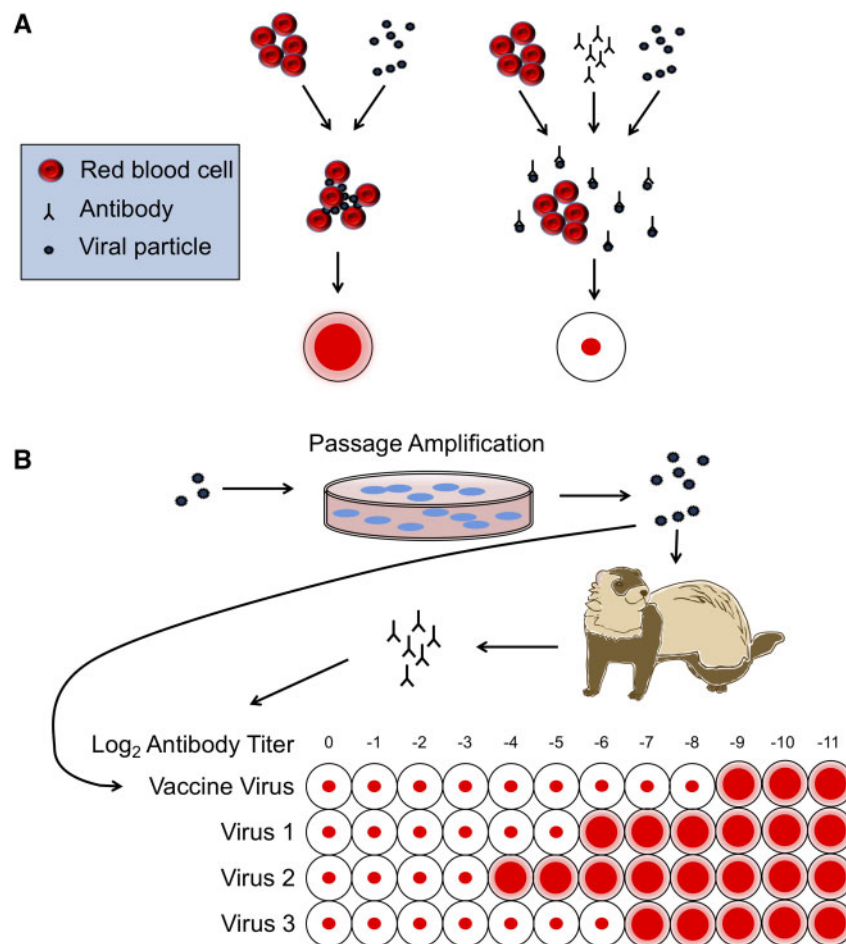 A
Red blood cell
Antibody
Viral particle
B
Passage Amplification
Log₂ Antibody Titer 0 -1 -2 -3 -4 -5 -6 -7 -8 -9 -10 -11
Vaccine Virus
Virus 1
Virus 2
Virus 3